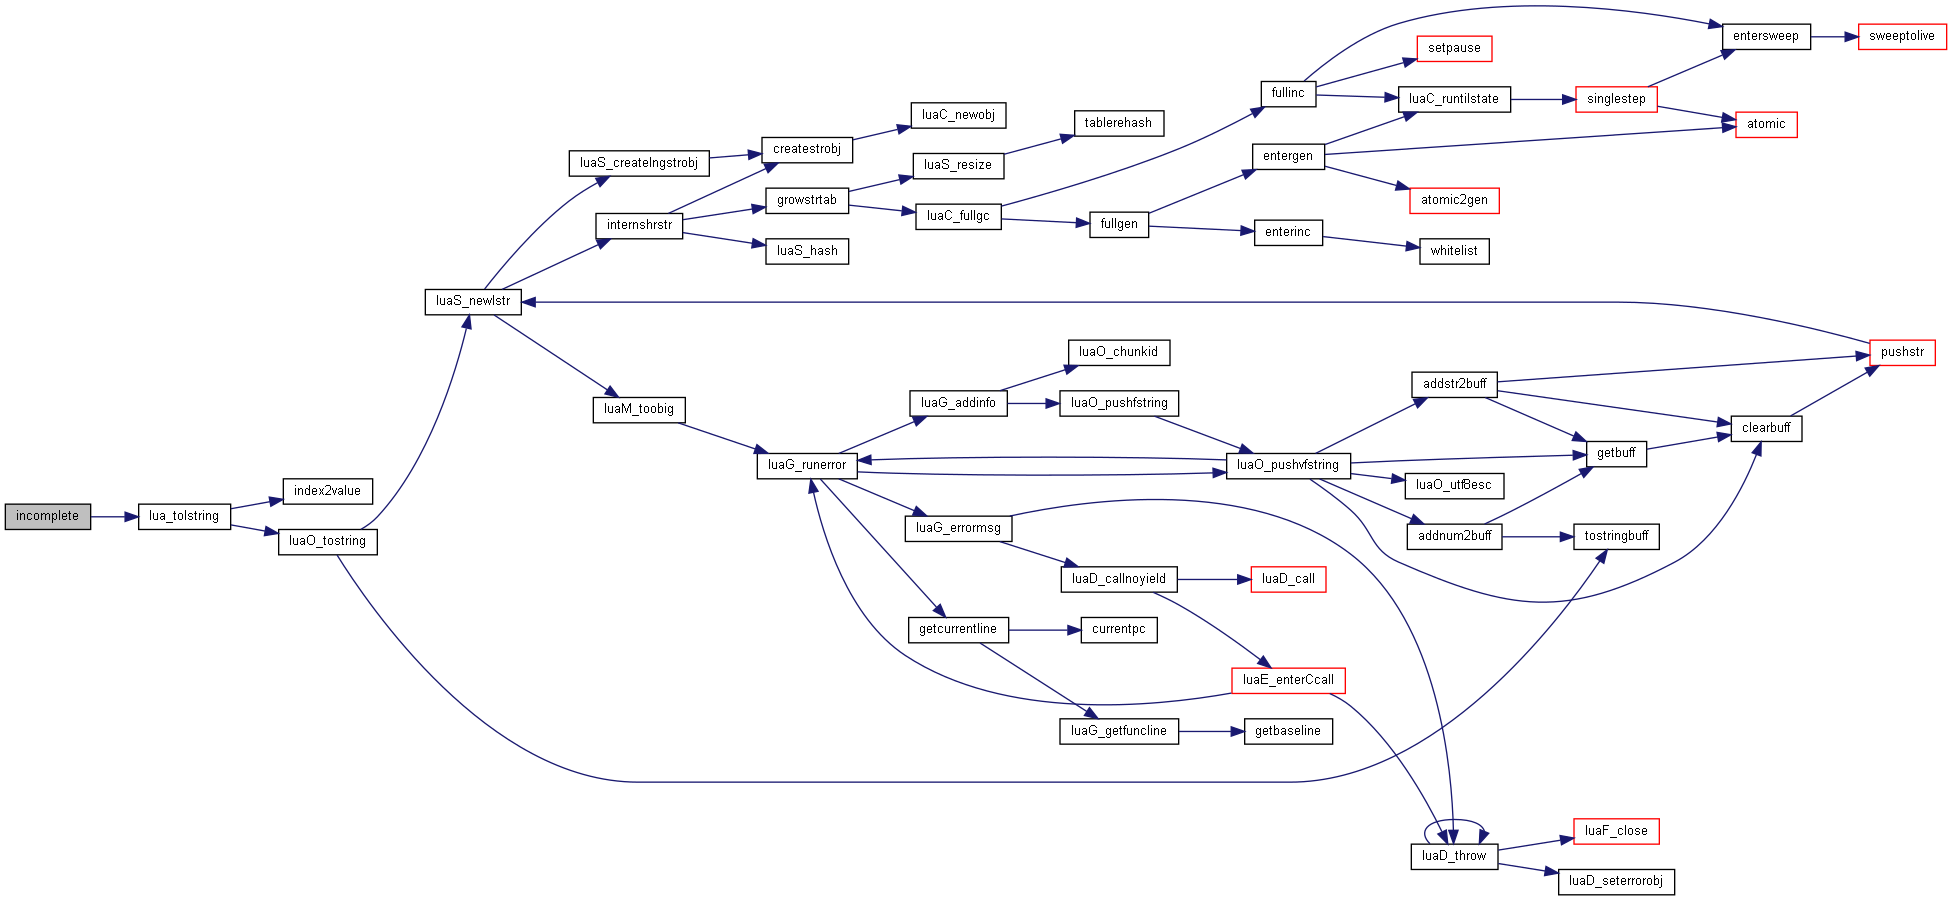 incomplete
lua_tolstring
index2value
luaO_tostring
luaS_newlstr
luaS_createlngstrobj
internshrstr
luaM_toobig
createstrobj
growstrtab
luaS_hash
luaG_runerror
luaC_newobj
luaS_resize
luaC_fullgc
luaG_addinfo
luaG_errormsg
getcurrentline
tablerehash
fullgen
luaO_chunkid
luaO_pushfstring
luaD_callnoyield
currentpc
luaG_getfuncline
fullinc
entergen
enterinc
luaO_pushvfstring
luaD_call
luaE_enterCcall
getbaseline
setpause
luaC_runtilstate
atomic2gen
whitelist
addstr2buff
luaO_utf8esc
addnum2buff
luaD_throw
singlestep
getbuff
tostringbuff
luaF_close
luaD_seterrorobj
entersweep
atomic
clearbuff
sweeptolive
pushstr